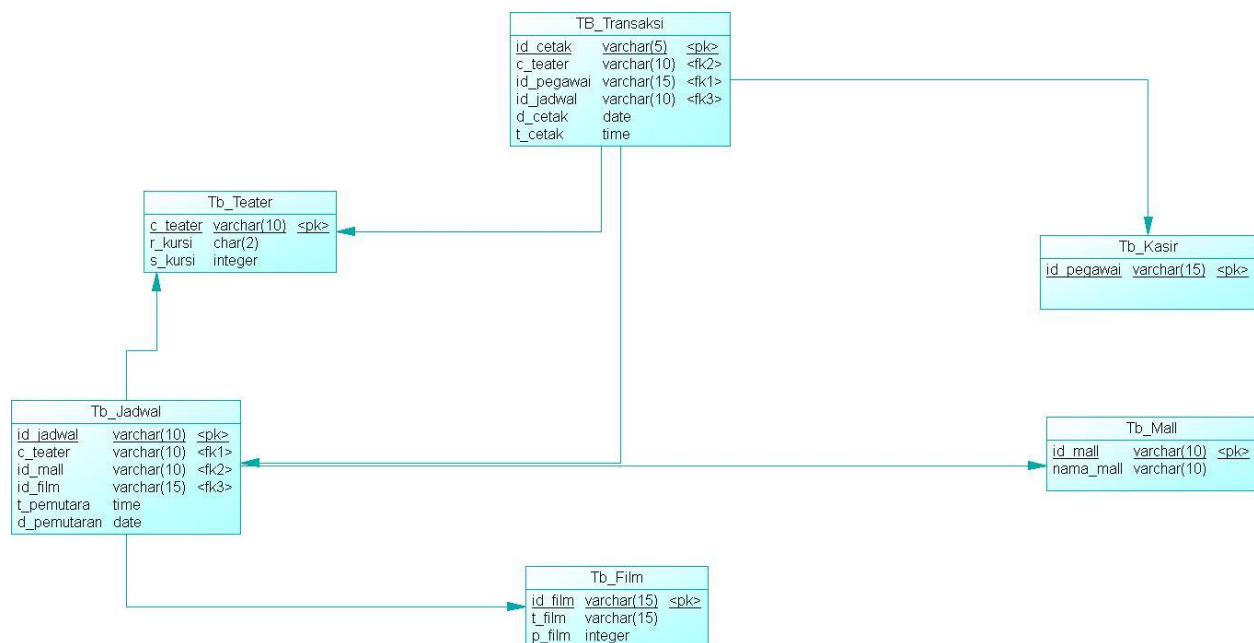 TB_Transaksi
id_cetak varchar(5) <pk>
c_teater varchar(10) <fk2>
id_pegawai varchar(15) <fk1>
id_jadwal varchar(10) <fk3>
d_cetak date
t_cetak time
Tb_Teater
c_teater varchar(10) <pk>
r_kursi char(2)
s_kursi integer
Tb_Kasir
id_pegawai varchar(15) <pk>
Tb_Jadwal
id_jadwal varchar(10) <pk>
c_teater varchar(10) <fk1>
id_mall varchar(10) <fk2>
id_film varchar(15) <fk3>
t_pemutara time
d_pemutaran date
Tb_Mall
id_mall varchar(10) <pk>
nama_mall varchar(10)
Tb_Film
id_film varchar(15) <pk>
t_film varchar(15)
p_film integer